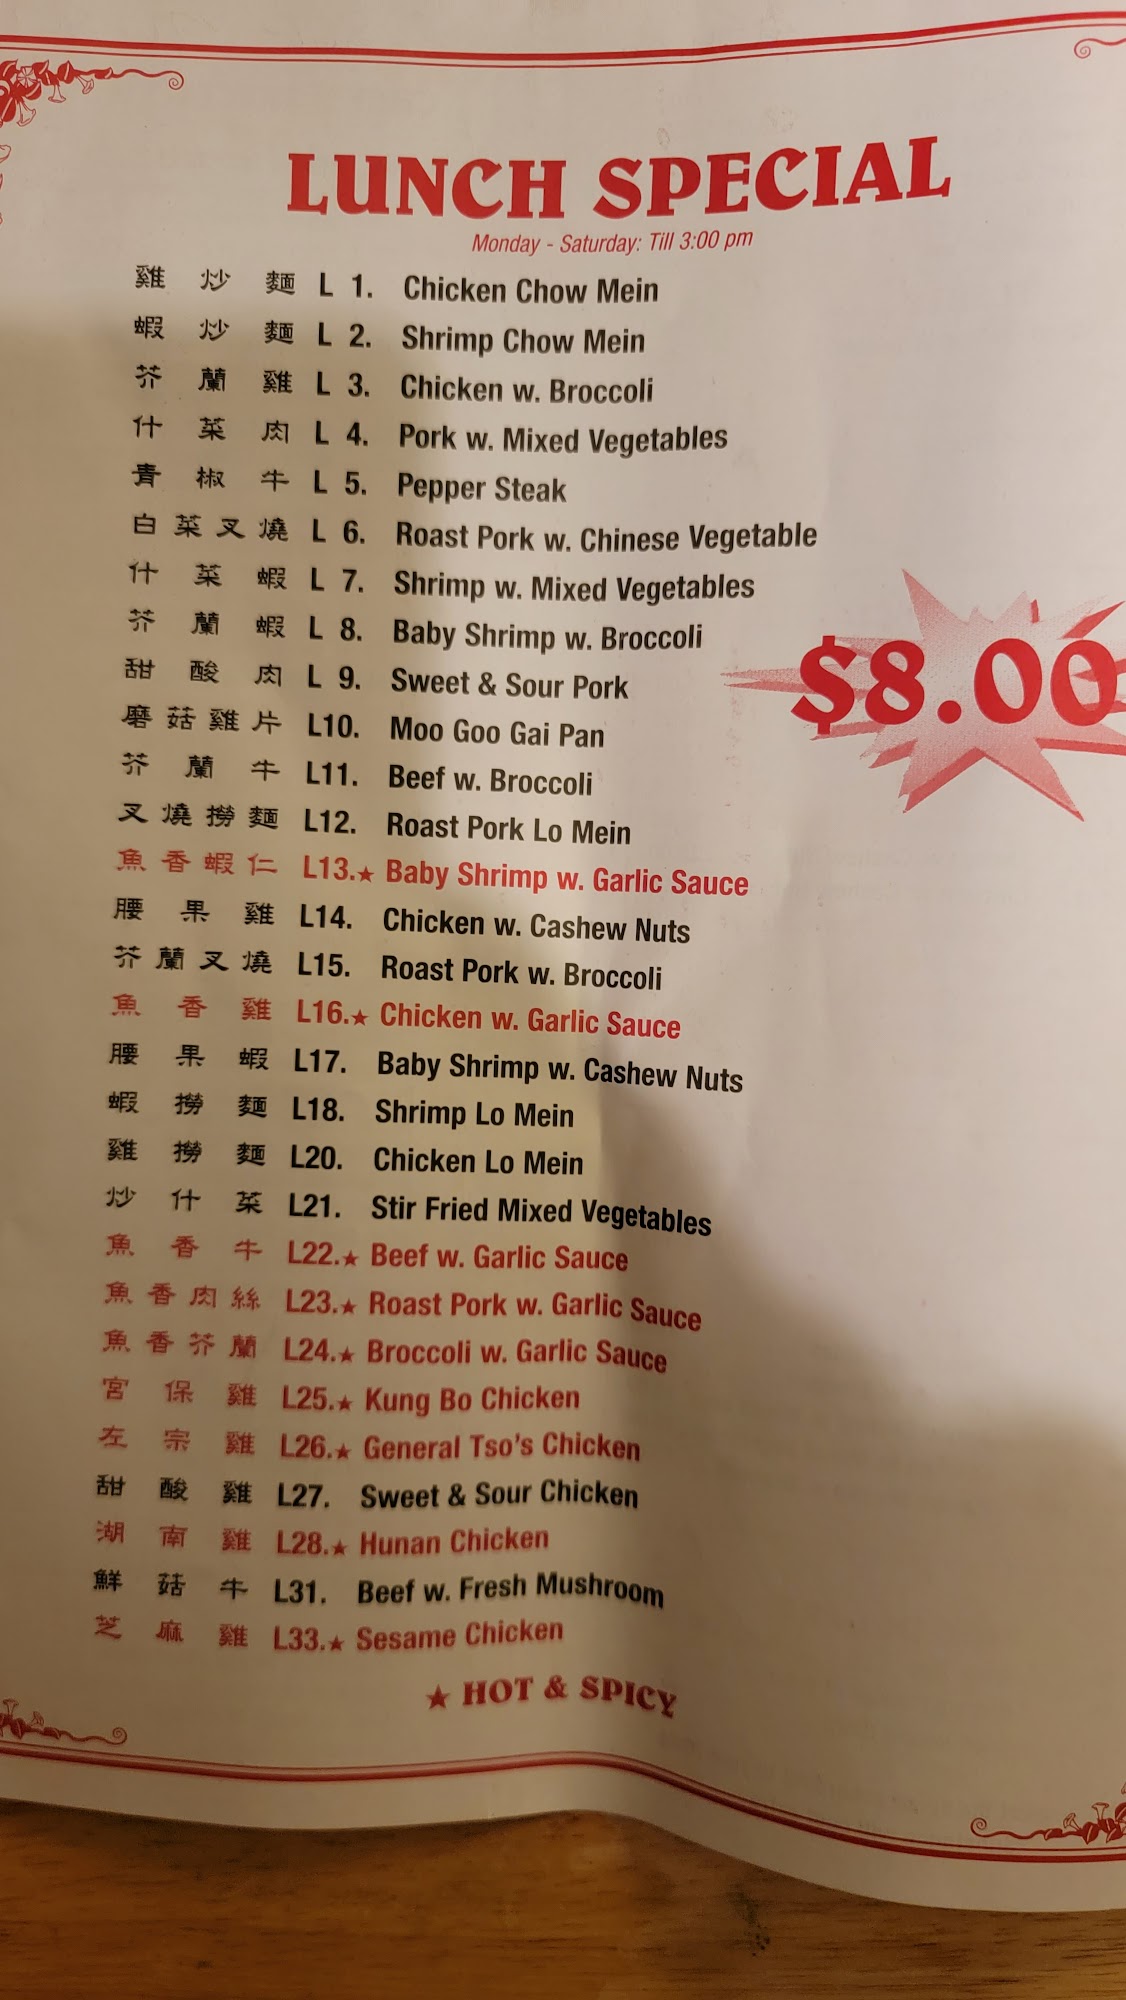 LUNCH SPECIAL
Monday - Saturday: Till 3:00 pm
雞炒麵 L 1. Chicken Chow Mein
蝦炒麵 L 2. Shrimp Chow Mein
芥蘭雞 L 3. Chicken w. Broccoli
什菜肉 L 4. Pork w. Mixed Vegetables
青椒牛 L 5. Pepper Steak
白菜叉燒 L 6. Roast Pork w. Chinese Vegetable
什菜蝦 L 7. Shrimp w. Mixed Vegetables
芥蘭蝦 L 8. Baby Shrimp w. Broccoli
甜酸肉 L 9. Sweet & Sour Pork
$8.00
磨菇雞片 L10. Moo Goo Gai Pan
芥蘭牛 L11. Beef w. Broccoli
叉燒撈麵 L12. Roast Pork Lo Mein
魚香蝦仁 L13.★ Baby Shrimp w. Garlic Sauce
腰果雞 L14. Chicken w. Cashew Nuts
芥蘭叉燒 L15. Roast Pork w. Broccoli
魚香雞 L16.★ Chicken w. Garlic Sauce
腰果蝦 L17. Baby Shrimp w. Cashew Nuts
蝦撈麵 L18. Shrimp Lo Mein
雞撈麵 L20. Chicken Lo Mein
炒什菜 L21. Stir Fried Mixed Vegetables
魚香牛 L22.★ Beef w. Garlic Sauce
魚香肉絲 L23.★ Roast Pork w. Garlic Sauce
魚香芥蘭 L24.★ Broccoli w. Garlic Sauce
宮保雞 L25.★ Kung Bo Chicken
左宗雞 L26.★ General Tso's Chicken
甜酸雞 L27. Sweet & Sour Chicken
湖南雞 L28.★ Hunan Chicken
鮮菇牛 L31. Beef w. Fresh Mushroom
芝麻雞 L33.★ Sesame Chicken
★ HOT & SPICY